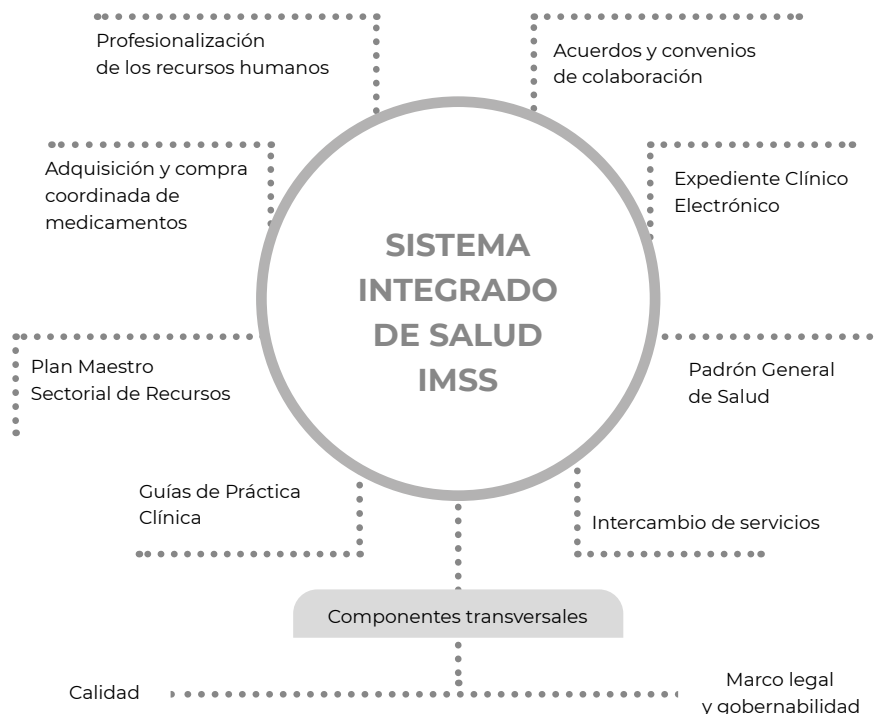 Profesionalización
de los recursos humanos
Acuerdos y convenios
de colaboración
Adquisición y compra
coordinada de
medicamentos
Expediente Clínico
Electrónico
SISTEMA
INTEGRADO
DE SALUD
IMSS
Plan Maestro
Sectorial de Recursos
Padrón General
de Salud
Guías de Práctica
Clínica
Intercambio de servicios
Componentes transversales
Calidad
Marco legal
y gobernabilidad